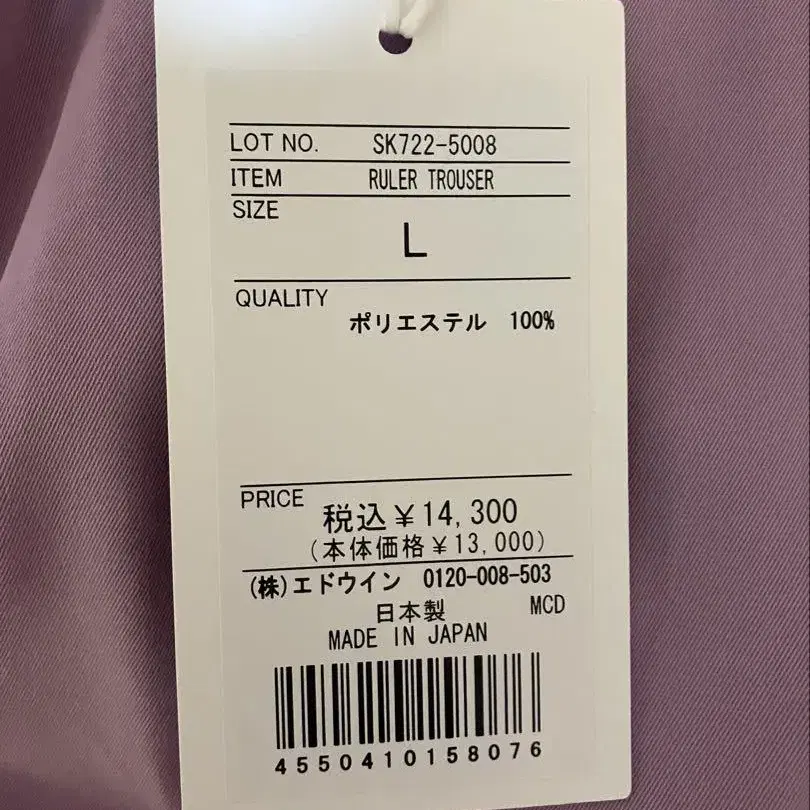 LOT NO. SK722-5008
ITEM RULER TROUSER
SIZE
L
QUALITY
ポリエステル 100%
PRICE
税込¥14,300
(本体価格¥13,000)
(株)エドウイン 0120-008-503
日本製 MCD
MADE IN JAPAN
4550410158076